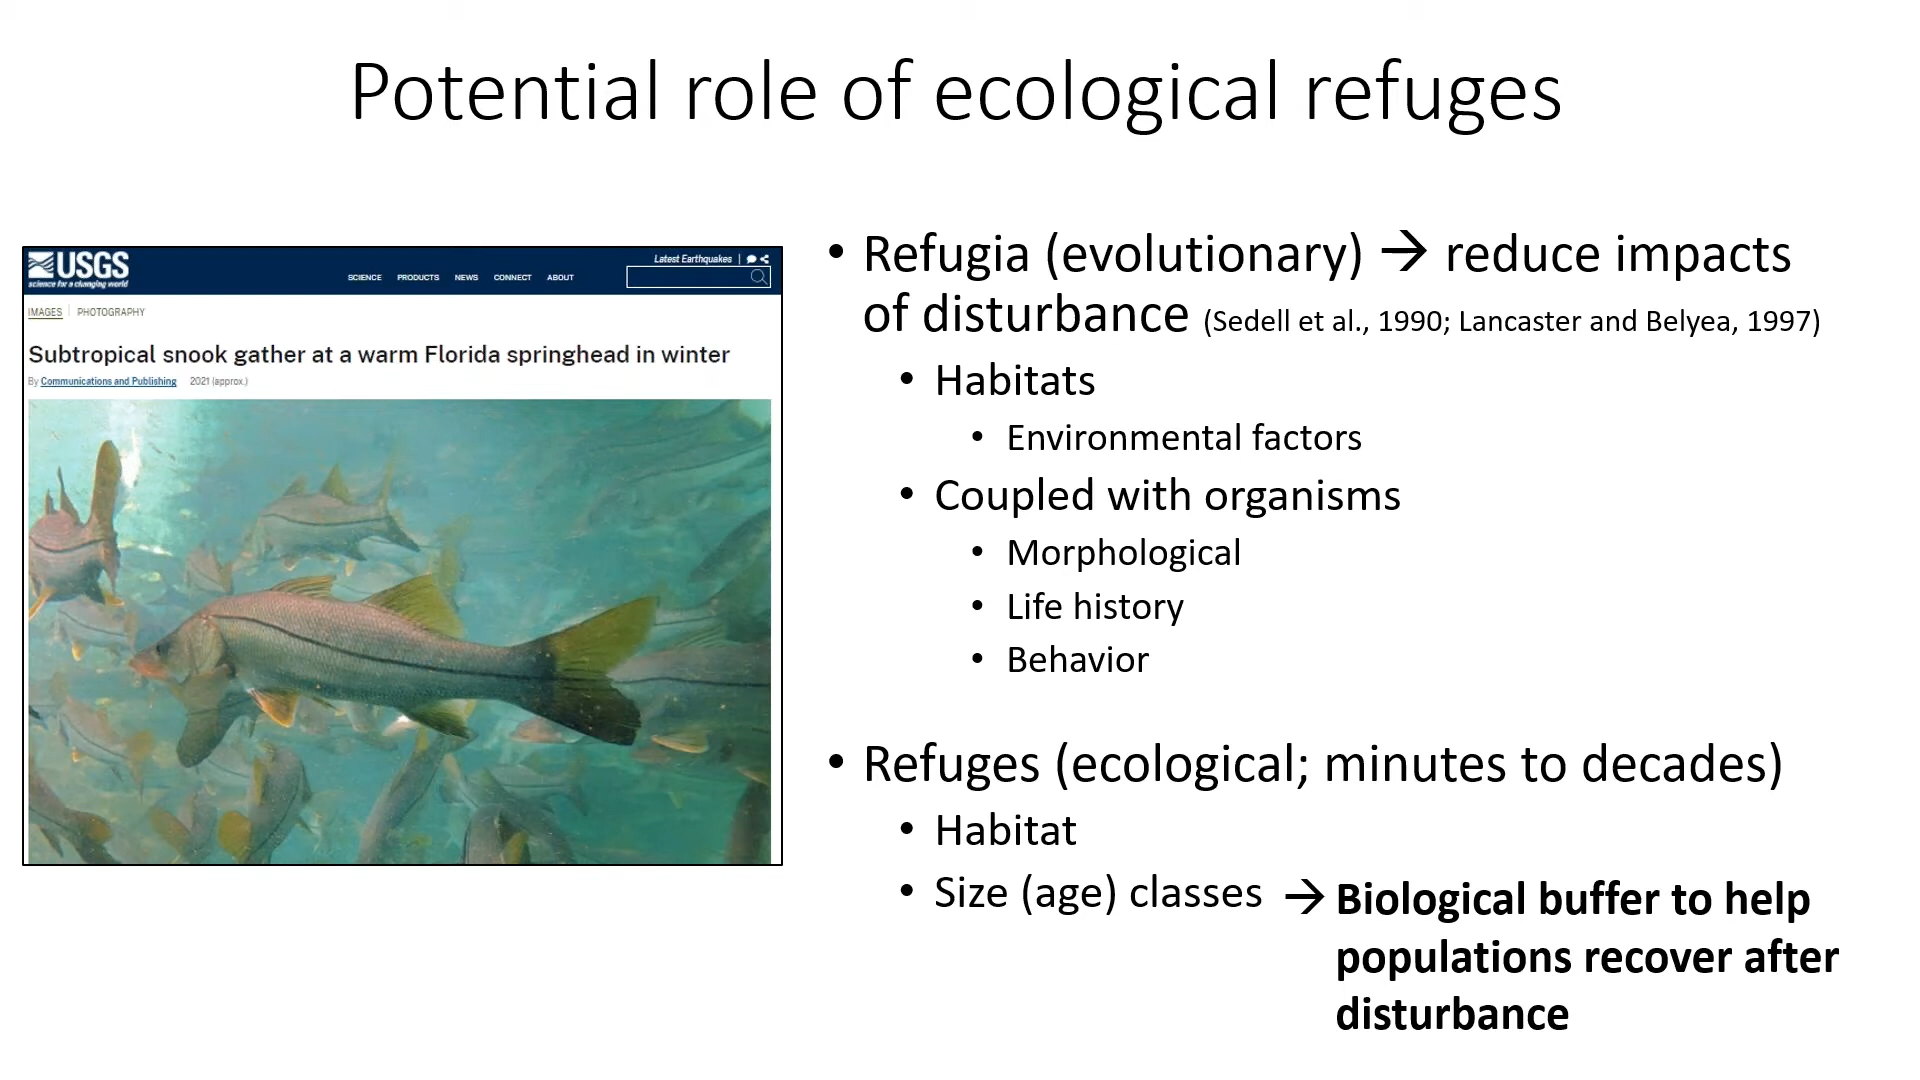 Potential role of ecological refuges
USGS
science for a changing world
Latest Earthquakes |
SCIENCE PRODUCTS NEWS CONNECT ABOUT
IMAGES | PHOTOGRAPHY
Subtropical snook gather at a warm Florida springhead in winter
By Communications and Publishing 2021 (approx.)
• Refugia (evolutionary) → reduce impacts
of disturbance (Sedell et al., 1990; Lancaster and Belyea, 1997)
• Habitats
• Environmental factors
• Coupled with organisms
• Morphological
• Life history
• Behavior
• Refuges (ecological; minutes to decades)
• Habitat
• Size (age) classes → Biological buffer to help
populations recover after
disturbance